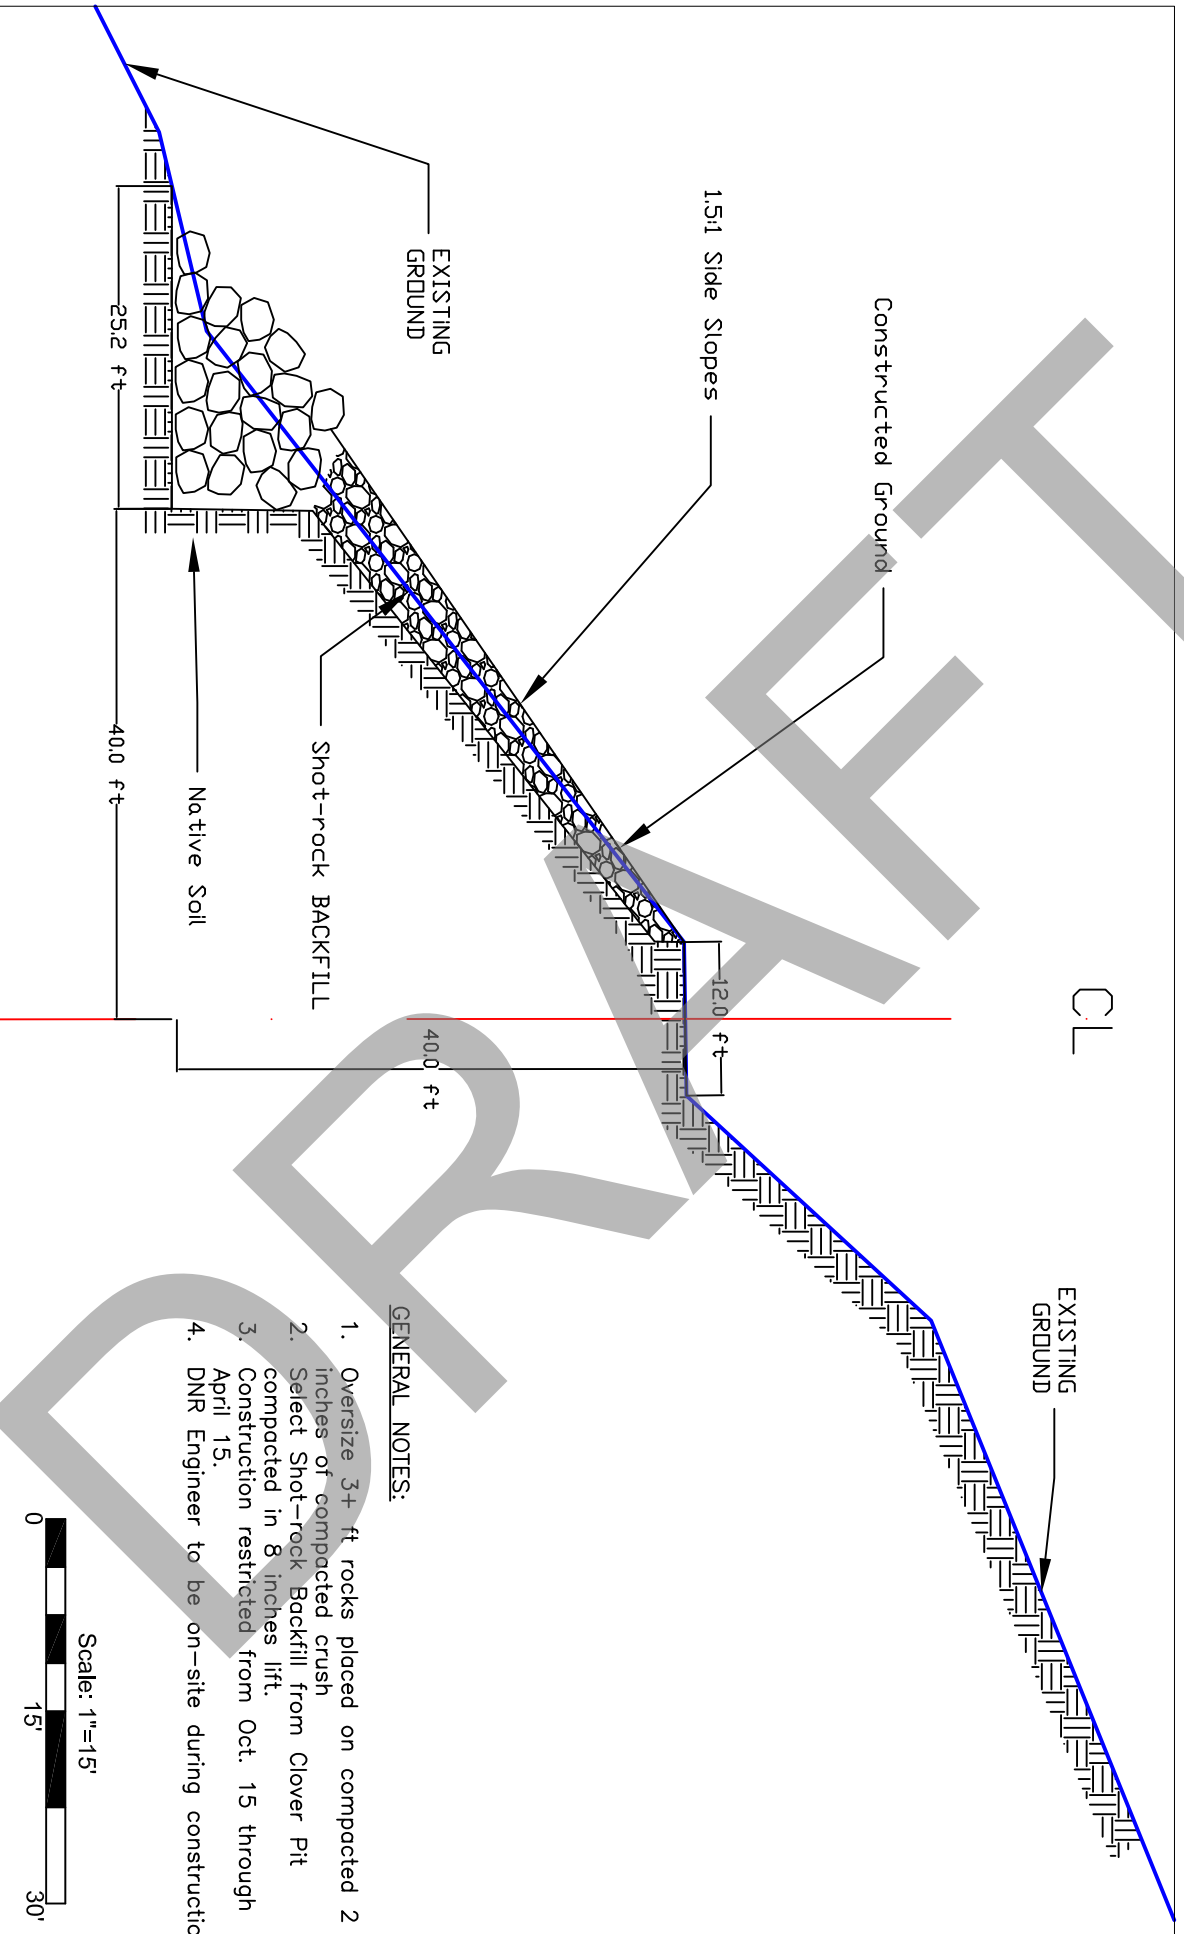 CL
EXISTING
GROUND
Constructed Ground
1.5:1 Side Slopes
12.0 ft
EXISTING
GROUND
40.0 ft
Shot-rock BACKFILL
Native Soil
25.2 ft
40.0 ft
GENERAL NOTES:
1. Oversize 3+ ft rocks placed on compacted 2
inches of compacted crush
2. Select Shot-rock Backfill from Clover Pit
compacted in 8 inches lift.
3. Construction restricted from Oct. 15 through
April 15.
4. DNR Engineer to be on-site during constructio
Scale: 1"=15'
0 15' 30'
DRAFT